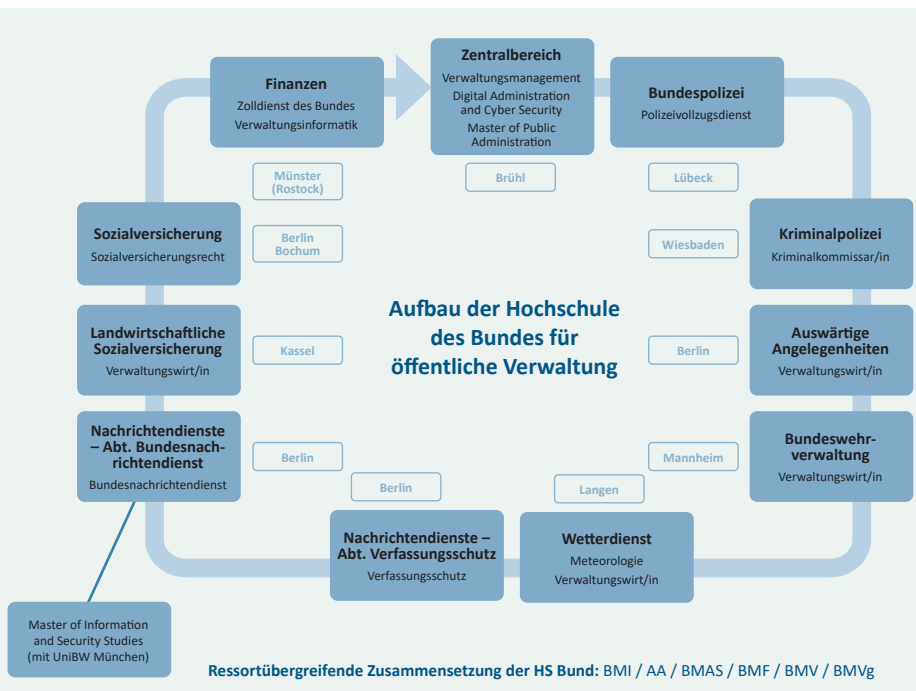 Zentralbereich
Verwaltungsmanagement
Digital Administration
and Cyber Security
Master of Public
Administration
Brühl
Bundespolizei
Polizeivollzugsdienst
Lübeck
Kriminalpolizei
Kriminalkommissar/in
Wiesbaden
Auswärtige
Angelegenheiten
Verwaltungswirt/in
Berlin
Bundeswehr-
verwaltung
Verwaltungswirt/in
Mannheim
Wetterdienst
Meteorologie
Verwaltungswirt/in
Langen
Nachrichtendienste –
Abt. Verfassungsschutz
Verfassungsschutz
Berlin
Nachrichtendienste
– Abt. Bundesnach-
richtendienst
Bundesnachrichtendienst
Berlin
Master of Information
and Security Studies
(mit UniBW München)
Landwirtschaftliche
Sozialversicherung
Verwaltungswirt/in
Kassel
Sozialversicherung
Sozialversicherungsrecht
Berlin
Bochum
Finanzen
Zolldienst des Bundes
Verwaltungsinformatik
Münster
(Rostock)
Aufbau der Hochschule
des Bundes für
öffentliche Verwaltung
Ressortübergreifende Zusammensetzung der HS Bund: BMI / AA / BMAS / BMF / BMV / BMVg